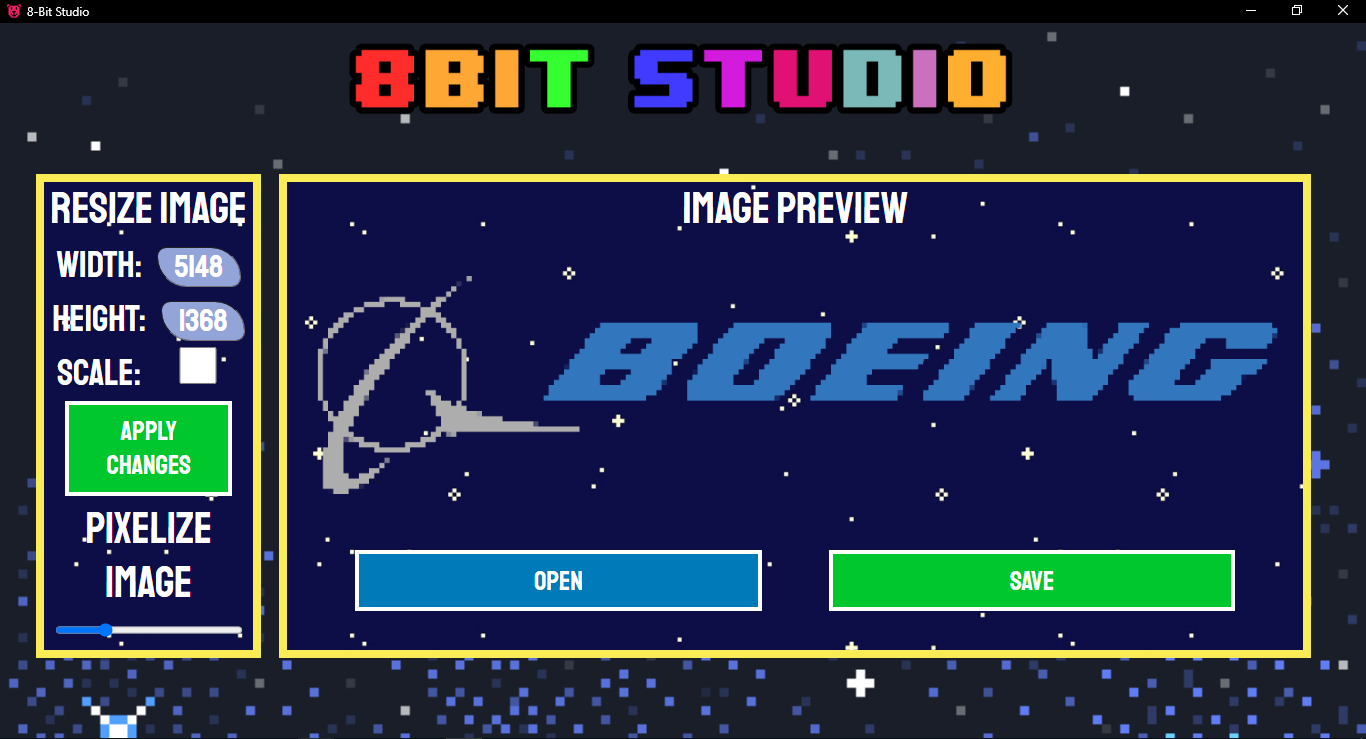 8-Bit Studio
8BIT STUDIO
RESIZE IMAGE
WIDTH: 5148
HEIGHT: 1368
SCALE:
APPLY
CHANGES
PIXELIZE
IMAGE
IMAGE PREVIEW
BOEING
OPEN
SAVE